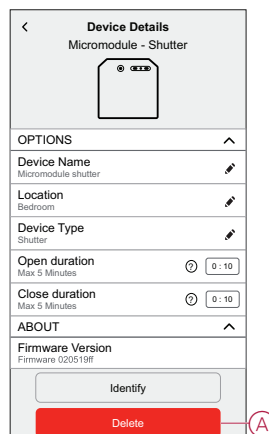 Device Details
Micromodule - Shutter
OPTIONS
Device Name
Micromodule shutter
Location
Bedroom
Device Type
Shutter
Open duration
Max 5 Minutes
? 0 : 10
Close duration
Max 5 Minutes
? 0 : 10
ABOUT
Firmware Version
Firmware 020519ff
Identify
Delete
A